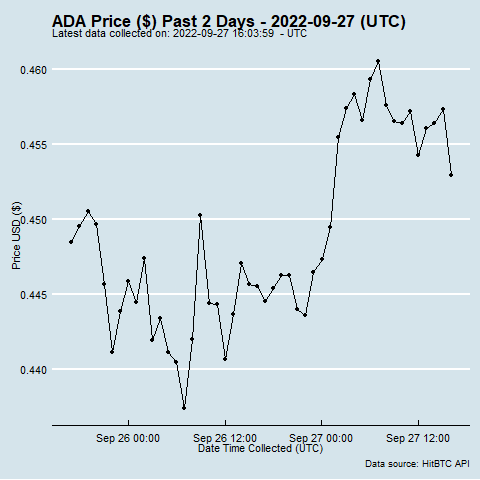 ADA Price ($) Past 2 Days - 2022-09-27 (UTC)
Latest data collected on: 2022-09-27 16:03:59 - UTC
0.460
0.455
0.450
0.445
0.440
Price USD ($)
Sep 26 00:00 Sep 26 12:00 Sep 27 00:00 Sep 27 12:00
Date Time Collected (UTC)
Data source: HitBTC API